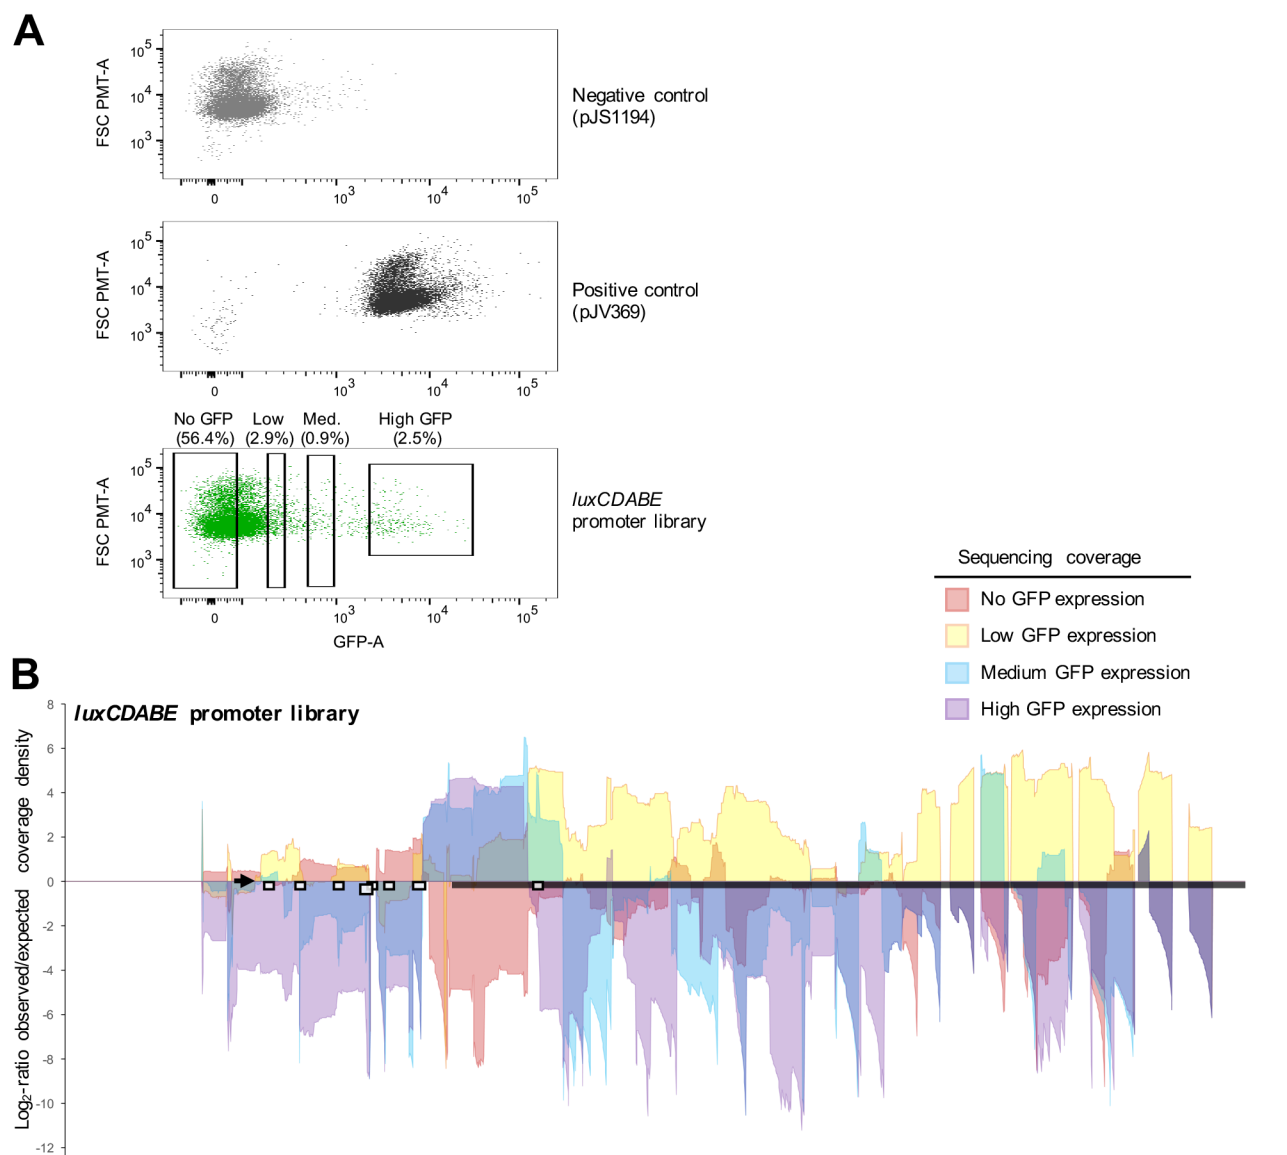 A
FSC PMT-A
10^5
10^4
10^3
0
10^3
10^4
10^5
Negative control
(pJS1194)
FSC PMT-A
10^5
10^4
10^3
0
10^3
10^4
10^5
Positive control
(pJV369)
No GFP Low Med. High GFP
(56.4%) (2.9%) (0.9%) (2.5%)
FSC PMT-A
10^5
10^4
10^3
0
10^3
10^4
10^5
GFP-A
luxCDABE
promoter library
Sequencing coverage
No GFP expression
Low GFP expression
Medium GFP expression
High GFP expression
B
luxCDABE promoter library
Log₂-ratio observed/expected coverage density
8
6
4
2
0
-2
-4
-6
-8
-10
-12